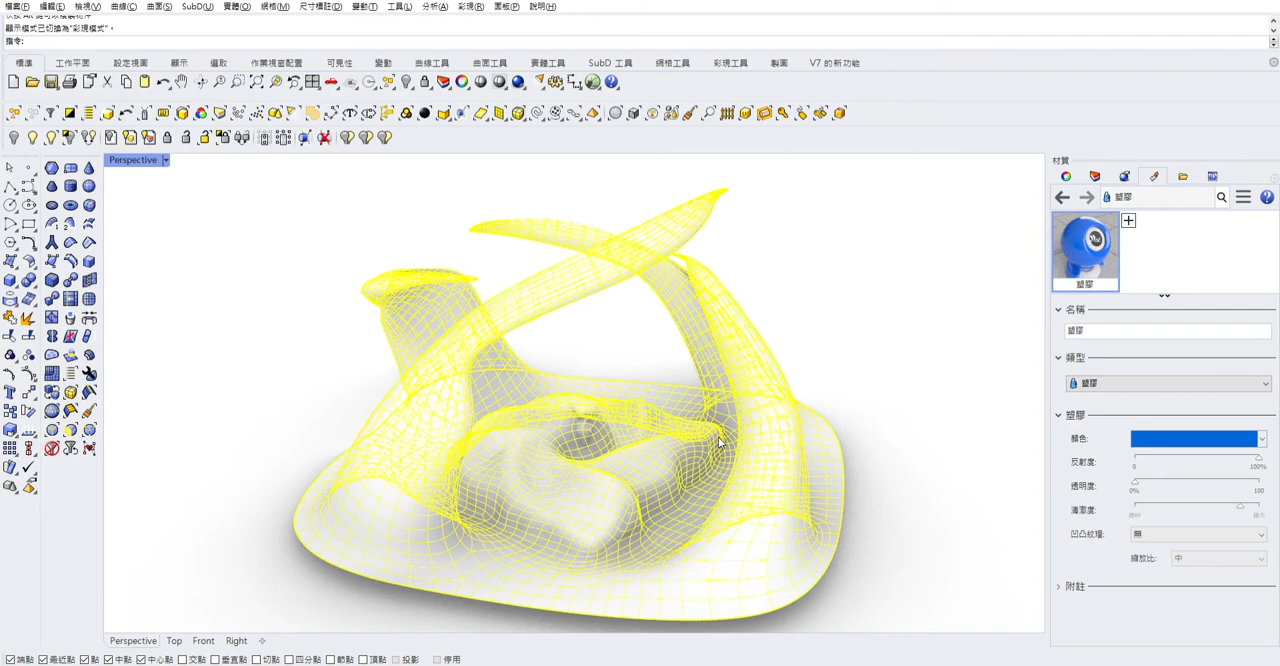 檔案(F) 編輯(E) 檢視(V) 曲線(C) 曲面(S) SubD(U) 實體(O) 網格(M) 尺寸標註(D) 變動(T) 工具(L) 分析(A) 彩現(R) 面板(P) 說明(H)
顯示模式已切換為"彩現模式"。
指令:
標準 工作平面 設定視圖 顯示 選取 作業視窗配置 可見性 變動 曲線工具 曲面工具 實體工具 SubD 工具 網格工具 彩現工具 製圖 V7 的新功能
Perspective
材質
塑膠
塑膠
名稱
塑膠
類型
塑膠
塑膠
顏色:
反射度:
0 100%
透明度:
0% 100
清澈度:
凹凸紋理: 無
縮放比: 中
附註
Perspective Top Front Right
端點 最近點 點 中點 中心點 交點 垂直點 切點 四分點 節點 頂點 投影 停用